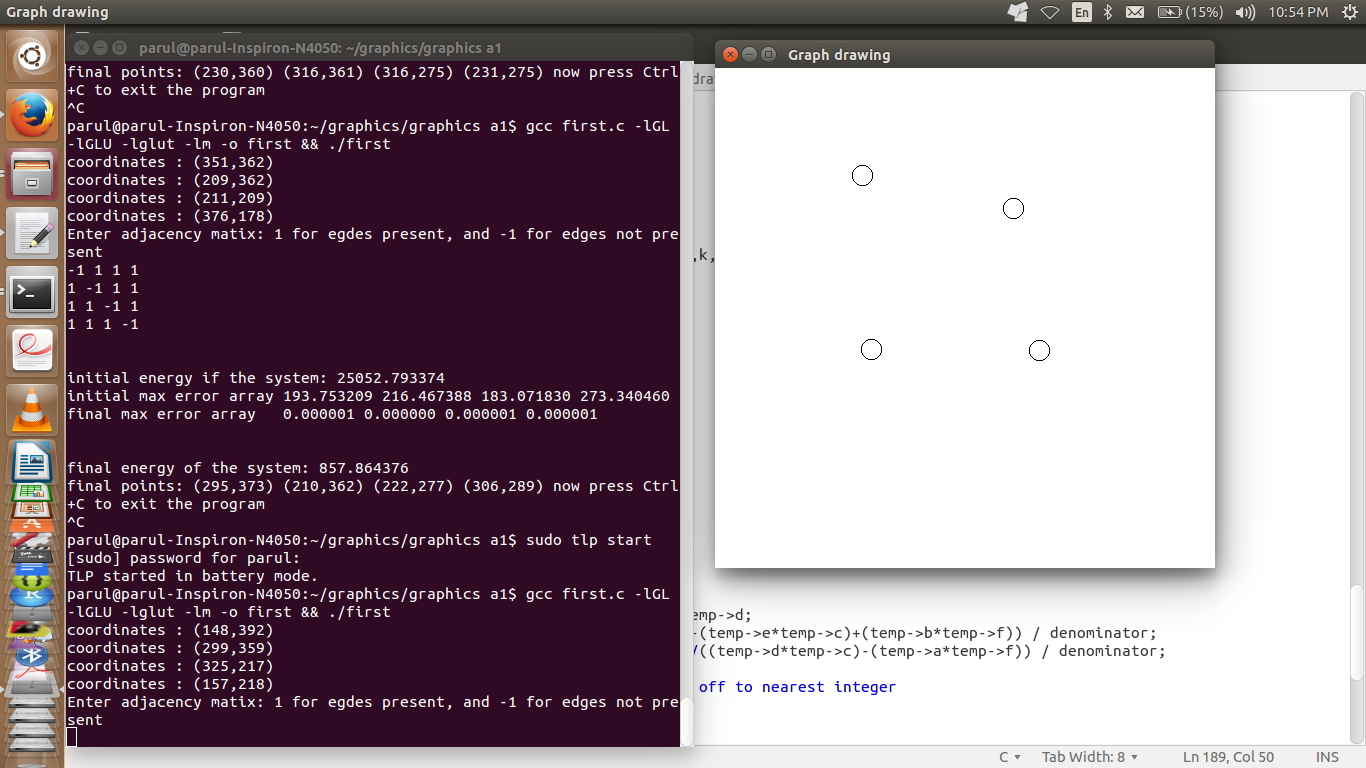 Graph drawing
En
(15%)
10:54 PM
parul@parul-Inspiron-N4050: ~/graphics/graphics a1
final points: (230,360) (316,361) (316,275) (231,275) now press Ctrl
+C to exit the program
^C
parul@parul-Inspiron-N4050:~/graphics/graphics a1$ gcc first.c -lGL
-lGLU -lglut -lm -o first && ./first
coordinates : (351,362)
coordinates : (209,362)
coordinates : (211,209)
coordinates : (376,178)
Enter adjacency matix: 1 for egdes present, and -1 for edges not pre
sent
-1 1 1 1
1 -1 1 1
1 1 -1 1
1 1 1 -1
initial energy if the system: 25052.793374
initial max error array 193.753209 216.467388 183.071830 273.340460
final max error array   0.000001 0.000000 0.000001 0.000001
final energy of the system: 857.864376
final points: (295,373) (210,362) (222,277) (306,289) now press Ctrl
+C to exit the program
^C
parul@parul-Inspiron-N4050:~/graphics/graphics a1$ sudo tlp start
[sudo] password for parul:
TLP started in battery mode.
parul@parul-Inspiron-N4050:~/graphics/graphics a1$ gcc first.c -lGL
-lGLU -lglut -lm -o first && ./first
coordinates : (148,392)
coordinates : (299,359)
coordinates : (325,217)
coordinates : (157,218)
Enter adjacency matix: 1 for egdes present, and -1 for edges not pre
sent
Graph drawing
dra
,k,
emp->d;
-(temp->e*temp->c)+(temp->b*temp->f)) / denominator;
/((temp->d*temp->c)-(temp->a*temp->f)) / denominator;
off to nearest integer
C
Tab Width: 8
Ln 189, Col 50
INS